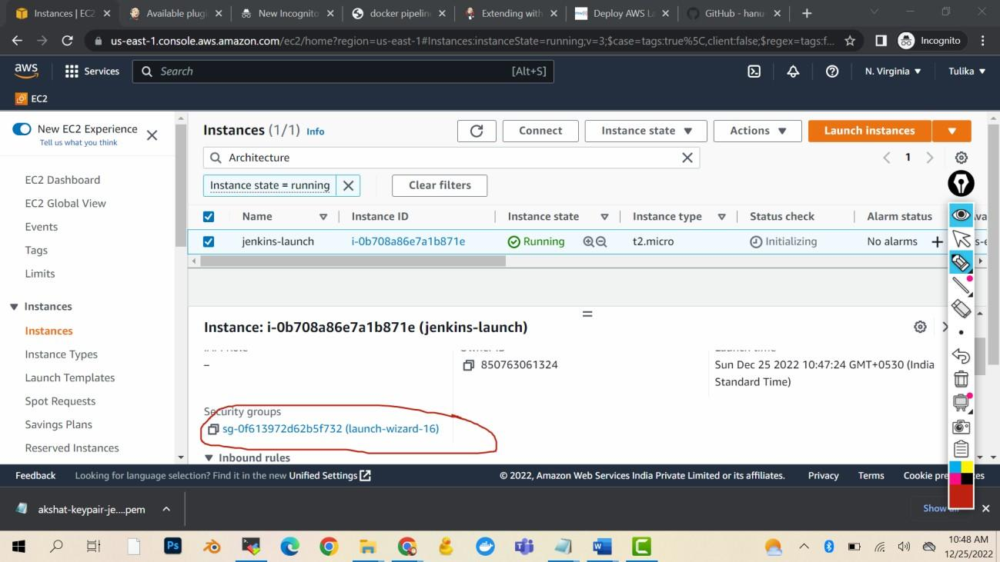 Instances | EC2
Available plugi
New Incognito
docker pipelin
Extending with
Deploy AWS La
GitHub - hanu
us-east-1.console.aws.amazon.com/ec2/home?region=us-east-1#Instances:instanceState=running;v=3;$case=tags:true%5C,client:false;$regex=tags:f...
Incognito
aws
Services
Search
[Alt+S]
N. Virginia
Tulika
EC2
New EC2 Experience
Tell us what you think
EC2 Dashboard
EC2 Global View
Events
Tags
Limits
Instances
Instances
Instance Types
Launch Templates
Spot Requests
Savings Plans
Reserved Instances
Instances (1/1) Info
Connect
Instance state
Actions
Launch instances
Architecture
1
Instance state = running
Clear filters
Name
Instance ID
Instance state
Instance type
Status check
Alarm status
jenkins-launch
i-0b708a86e7a1b871e
Running
t2.micro
Initializing
No alarms
Instance: i-0b708a86e7a1b871e (jenkins-launch)
–
850763061324
Sun Dec 25 2022 10:47:24 GMT+0530 (India
Standard Time)
Security groups
sg-0f613972d62b5f732 (launch-wizard-16)
Inbound rules
Feedback
Looking for language selection? Find it in the new Unified Settings
© 2022, Amazon Web Services India Private Limited or its affiliates.
Privacy
Terms
Cookie pre
akshat-keypair-je....pem
Show all
Ps
W
10:48 AM
12/25/2022